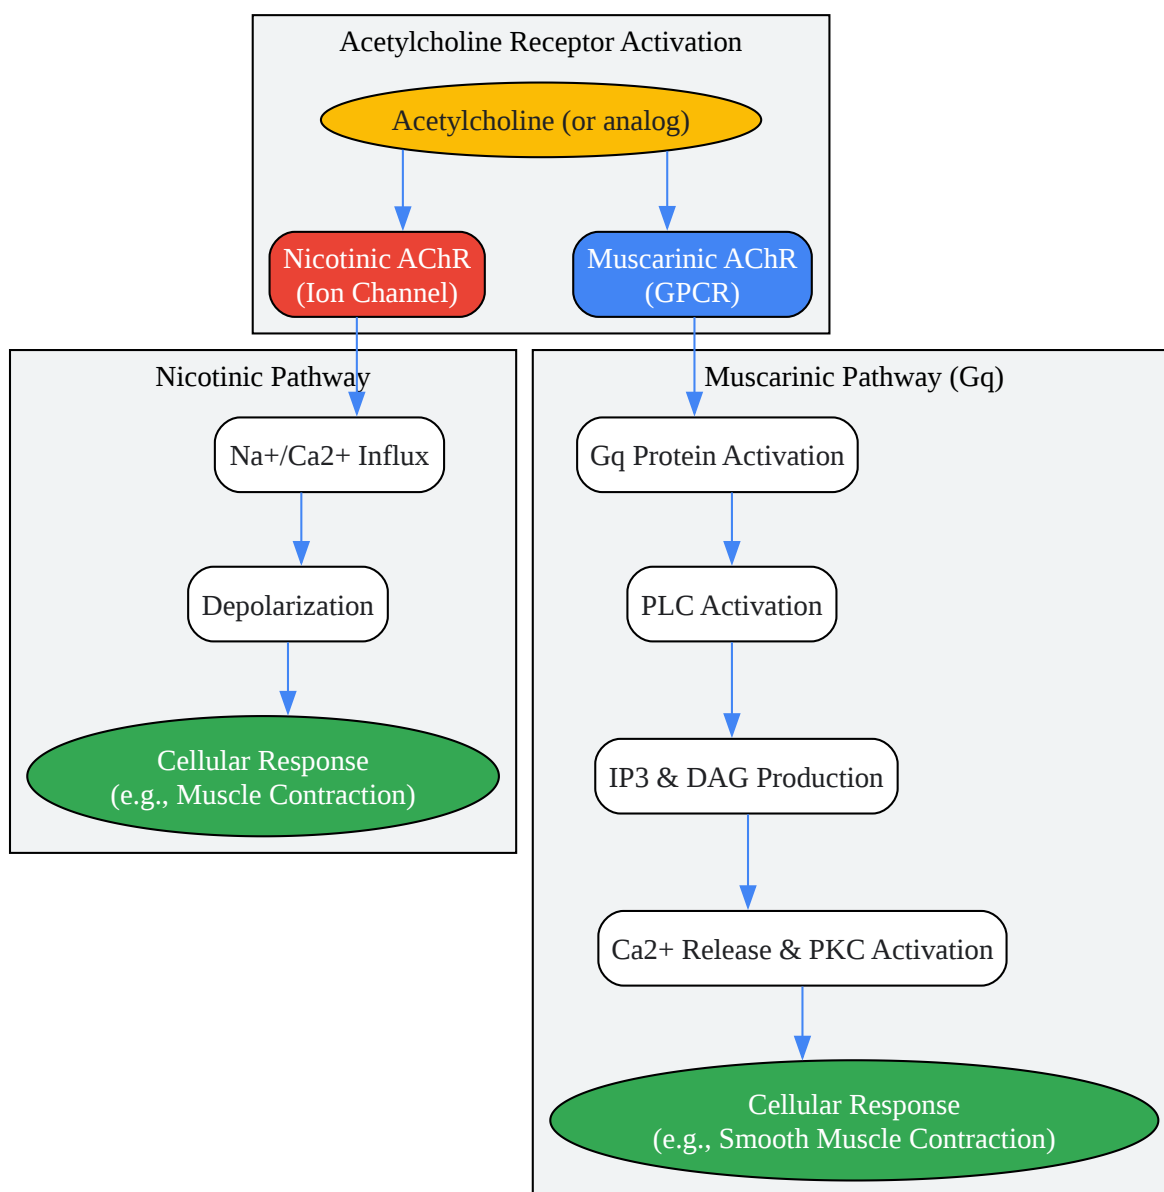 Acetylcholine Receptor Activation
Acetylcholine (or analog)
Nicotinic AChR
(Ion Channel)
Muscarinic AChR
(GPCR)
Nicotinic Pathway
Na+/Ca2+ Influx
Depolarization
Cellular Response
(e.g., Muscle Contraction)
Muscarinic Pathway (Gq)
Gq Protein Activation
PLC Activation
IP3 & DAG Production
Ca2+ Release & PKC Activation
Cellular Response
(e.g., Smooth Muscle Contraction)